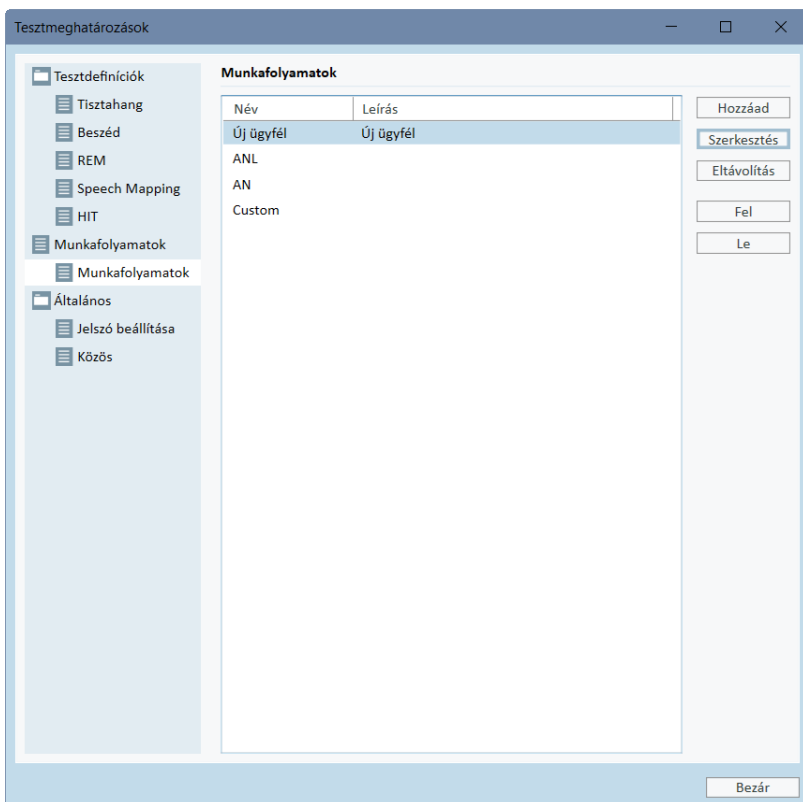 Tesztmeghatározások
Tesztdefiníciók
Tisztahang
Beszéd
REM
Speech Mapping
HIT
Munkafolyamatok
Munkafolyamatok
Általános
Jelszó beállítása
Közös
Munkafolyamatok
Név Leírás
Új ügyfél Új ügyfél
ANL
AN
Custom
Hozzáad
Szerkesztés
Eltávolítás
Fel
Le
Bezár